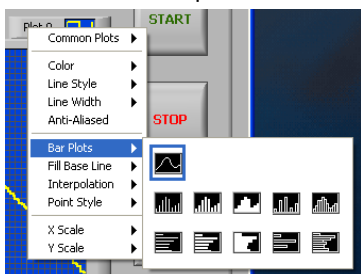 Plot 0
START
Common Plots
Color
Line Style
Line Width
Anti-Aliased
STOP
Bar Plots
Fill Base Line
Interpolation
Point Style
X Scale
Y Scale